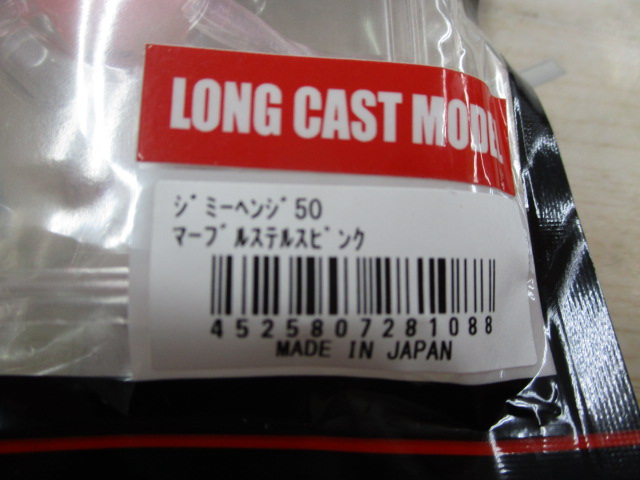 LONG CAST MODEL
ジミーヘンジ50
マーブルステルスピンク
4525807281088
MADE IN JAPAN